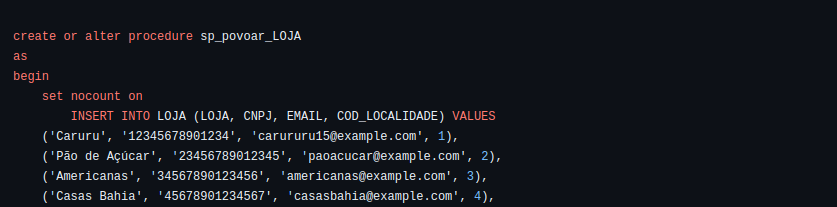 create or alter procedure sp_povoar_LOJA
as
begin
set nocount on
INSERT INTO LOJA (LOJA, CNPJ, EMAIL, COD_LOCALIDADE) VALUES
('Caruru', '12345678901234', 'carururu15@example.com', 1),
('Pão de Açúcar', '23456789012345', 'paoacucar@example.com', 2),
('Americanas', '34567890123456', 'americanas@example.com', 3),
('Casas Bahia', '45678901234567', 'casasbahia@example.com', 4),